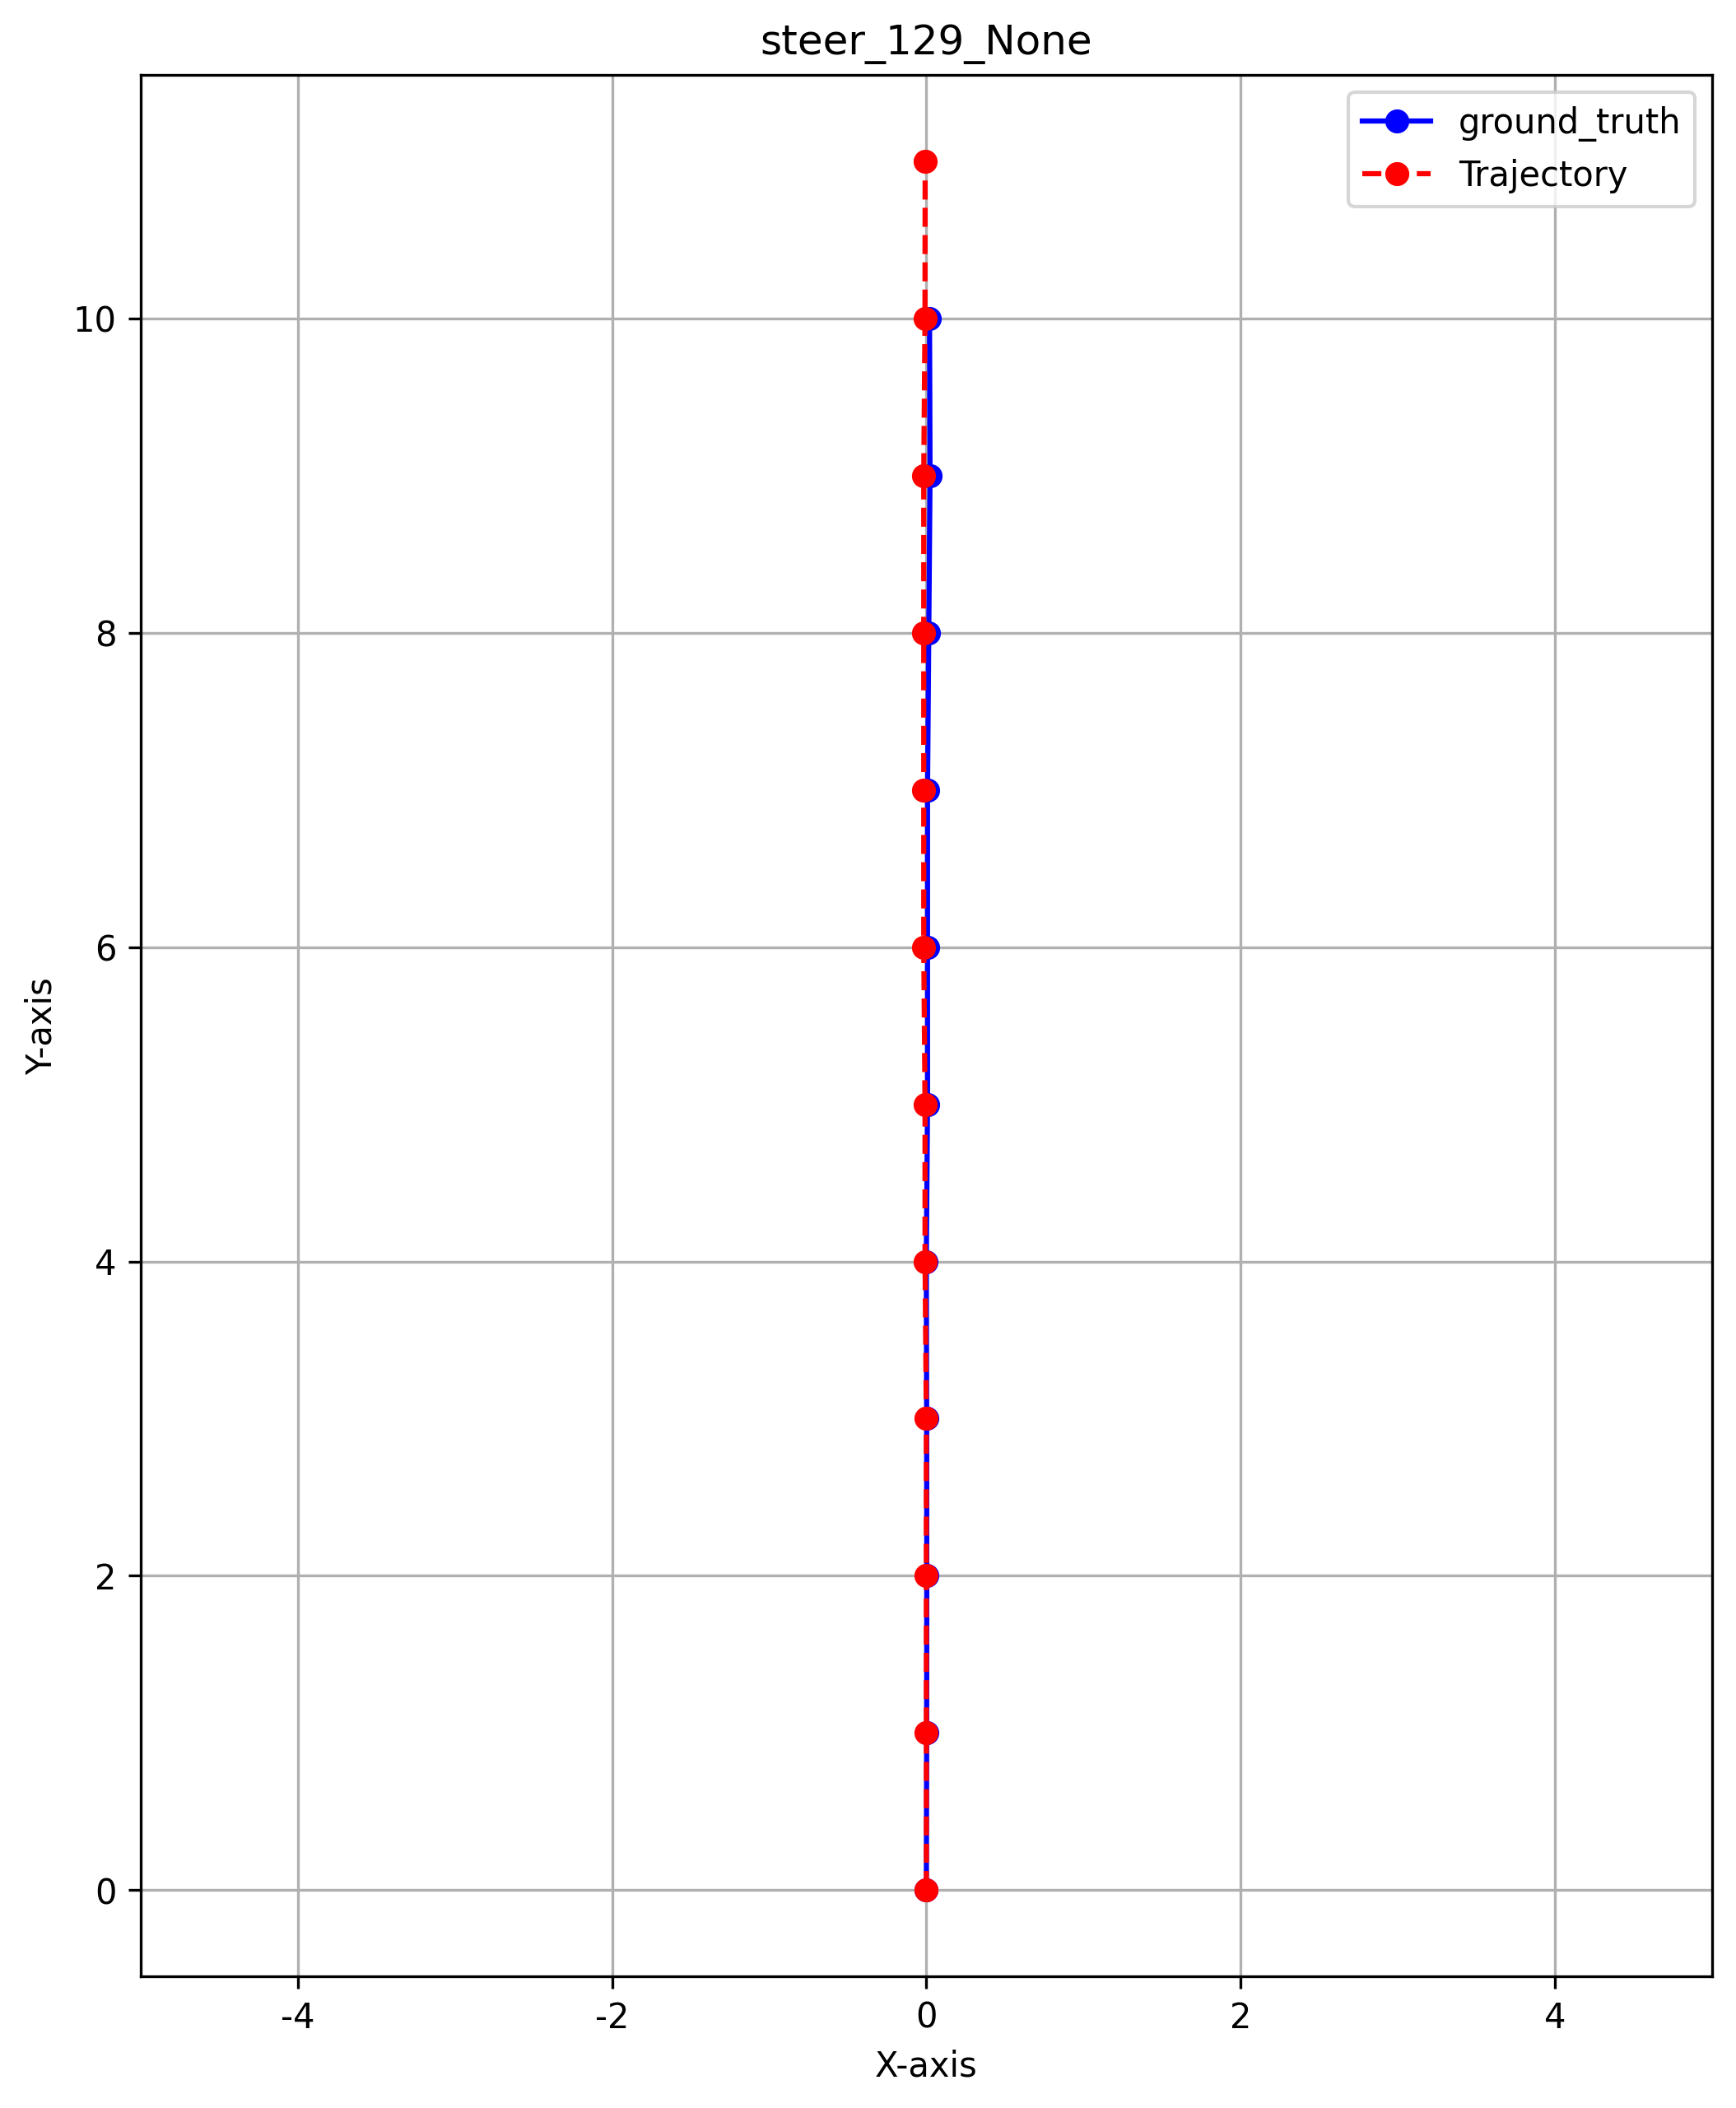 steer_129_None
ground_truth
Trajectory
10
8
6
4
2
0
Y-axis
-4
-2
0
2
4
X-axis